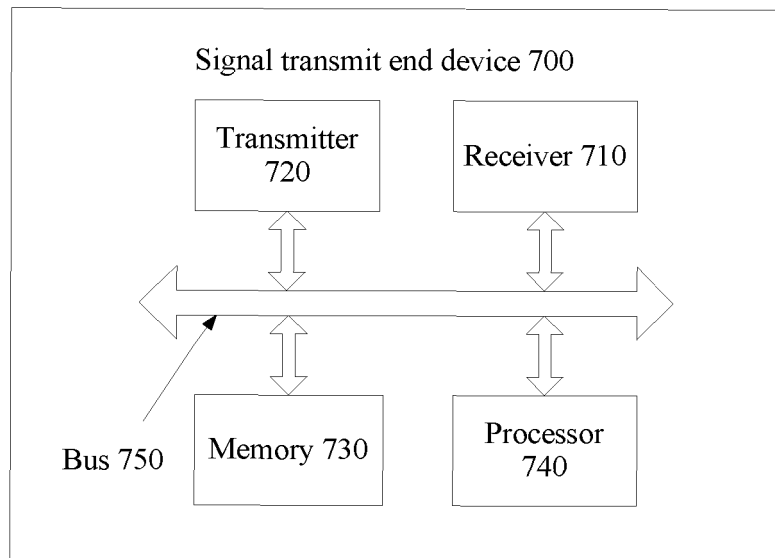 Signal transmit end device 700
Transmitter
720
Receiver 710
Bus 750
Memory 730
Processor
740